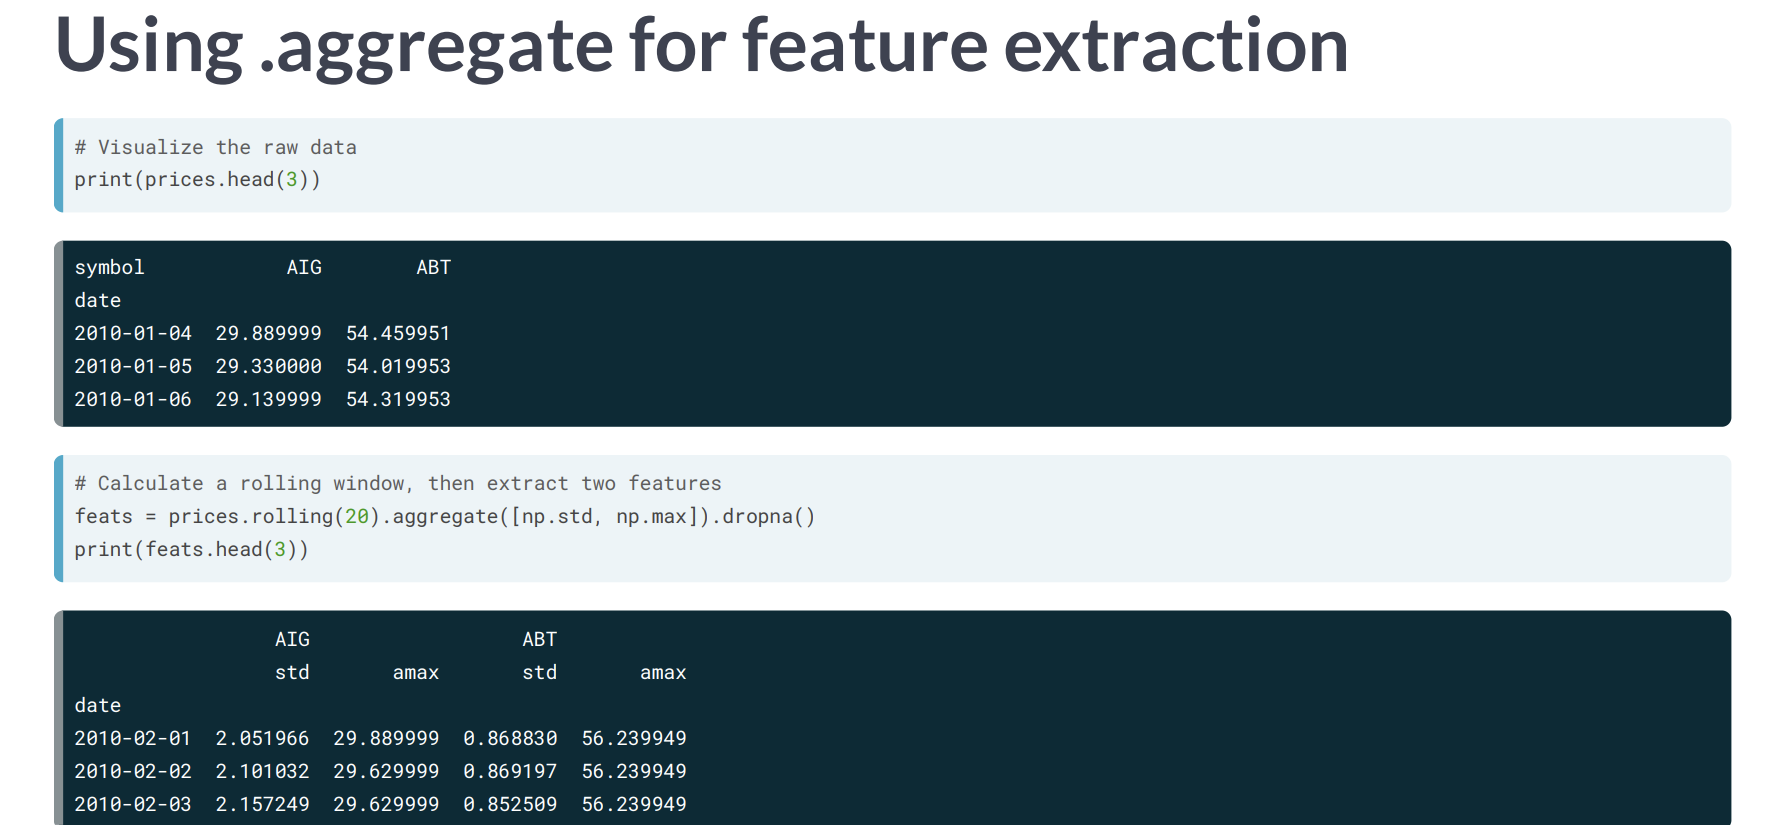 Using .aggregate for feature extraction
# Visualize the raw data
print(prices.head(3))
symbol            AIG        ABT
date
2010-01-04  29.889999  54.459951
2010-01-05  29.330000  54.019953
2010-01-06  29.139999  54.319953
# Calculate a rolling window, then extract two features
feats = prices.rolling(20).aggregate([np.std, np.max]).dropna()
print(feats.head(3))
                 AIG                  ABT
                 std       amax       std       amax
date
2010-02-01  2.051966  29.889999  0.868830  56.239949
2010-02-02  2.101032  29.629999  0.869197  56.239949
2010-02-03  2.157249  29.629999  0.852509  56.239949